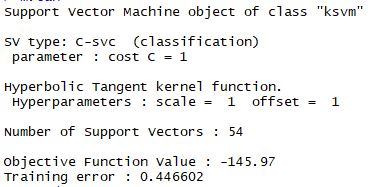 Support Vector Machine object of class "ksvm"
SV type: C-svc (classification)
parameter : cost C = 1
Hyperbolic Tangent kernel function.
Hyperparameters : scale = 1 offset = 1
Number of Support Vectors : 54
Objective Function Value : -145.97
Training error : 0.446602